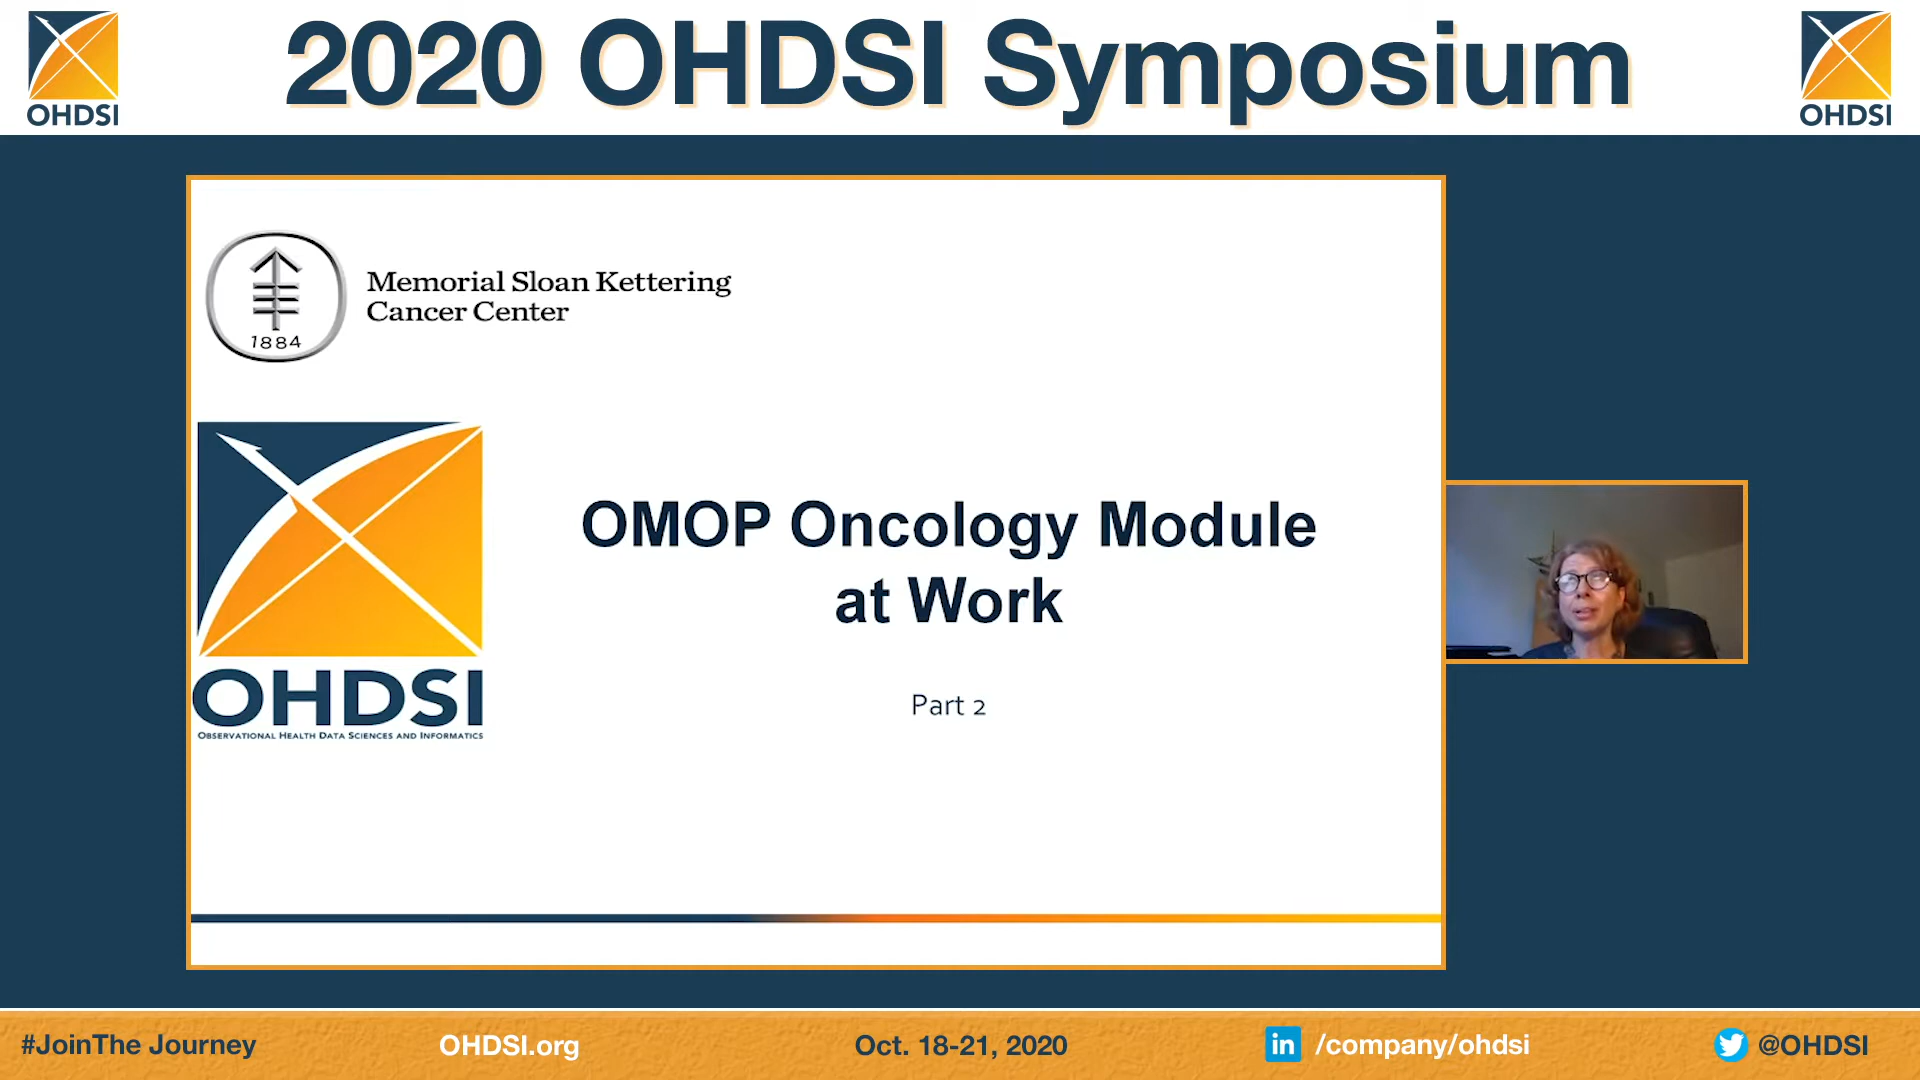 2020 OHDSI Symposium
OHDSI
OHDSI
1884
Memorial Sloan Kettering
Cancer Center
OHDSI
OBSERVATIONAL HEALTH DATA SCIENCES AND INFORMATICS
OMOP Oncology Module
at Work
Part 2
#JoinThe Journey
OHDSI.org
Oct. 18-21, 2020
in /company/ohdsi
@OHDSI